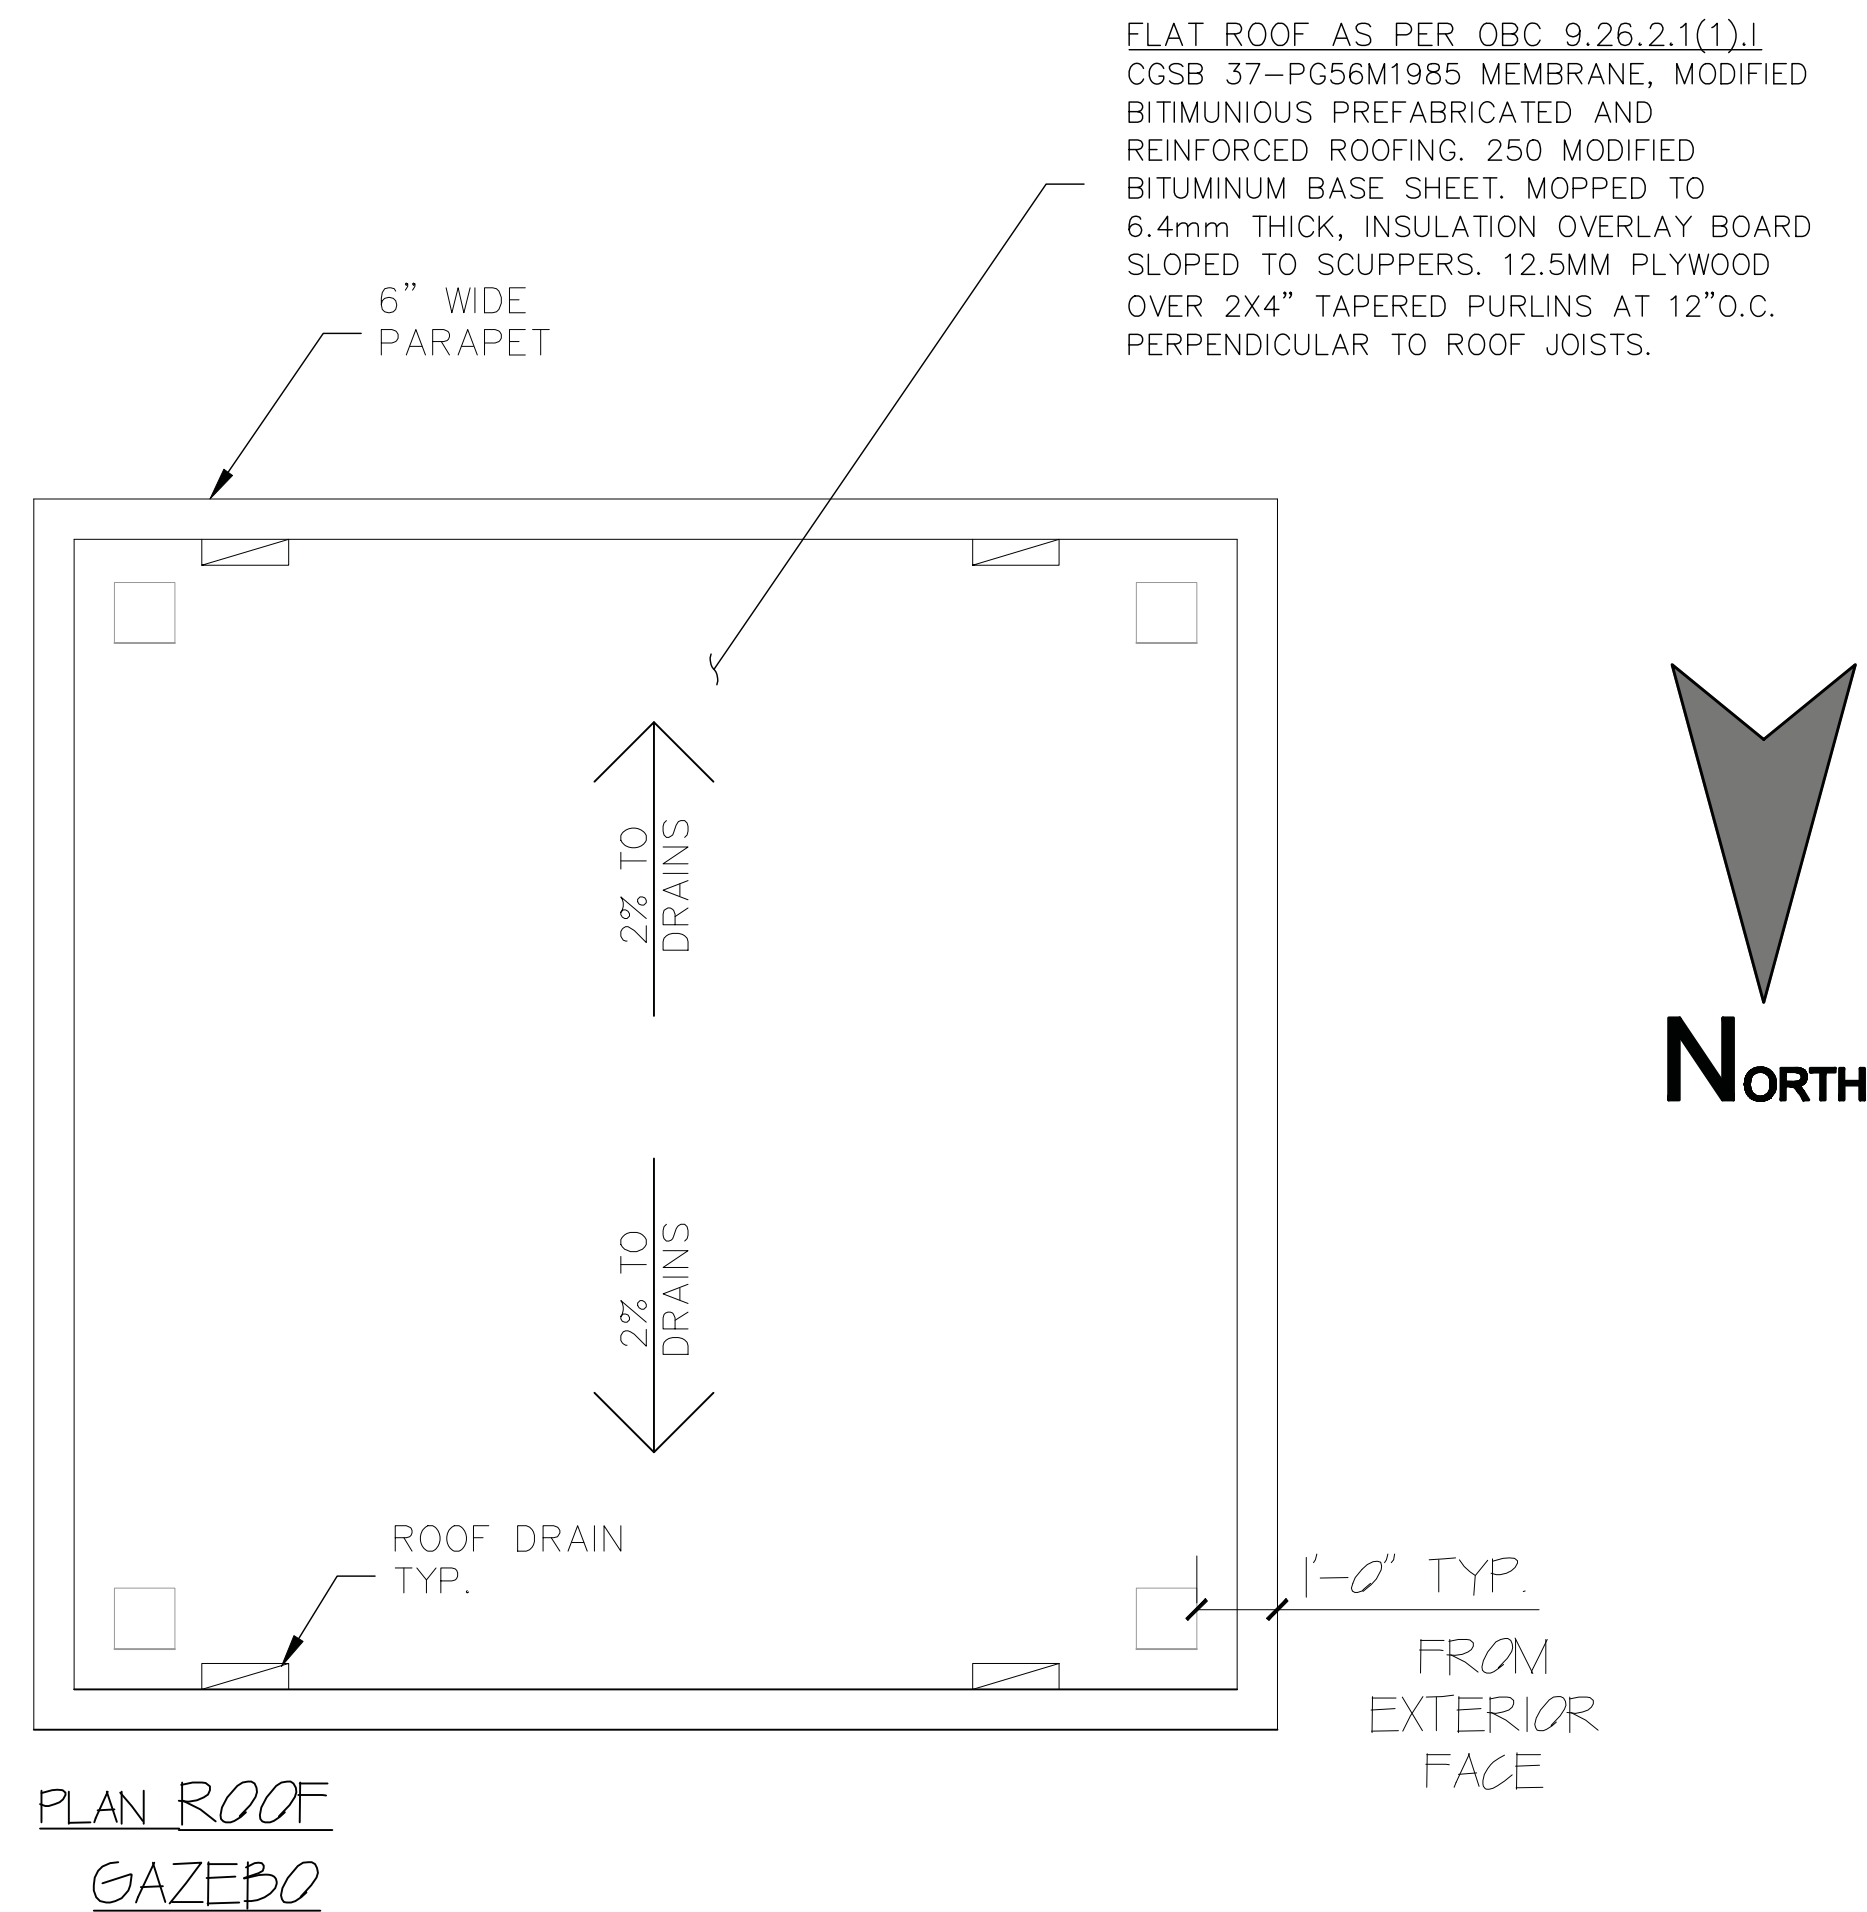 FLAT ROOF AS PER OBC 9.26.2.1(1).I
CGSB 37-PG56M1985 MEMBRANE, MODIFIED
BITIMUNIOUS PREFABRICATED AND
REINFORCED ROOFING. 250 MODIFIED
BITUMINUM BASE SHEET. MOPPED TO
6.4mm THICK, INSULATION OVERLAY BOARD
SLOPED TO SCUPPERS. 12.5MM PLYWOOD
OVER 2X4" TAPERED PURLINS AT 12"O.C.
PERPENDICULAR TO ROOF JOISTS.
6" WIDE
PARAPET
2% TO
DRAINS
NORTH
2% TO
DRAINS
ROOF DRAIN
TYP.
1'-0" TYP.
FROM
EXTERIOR
FACE
PLAN ROOF
GAZEBO